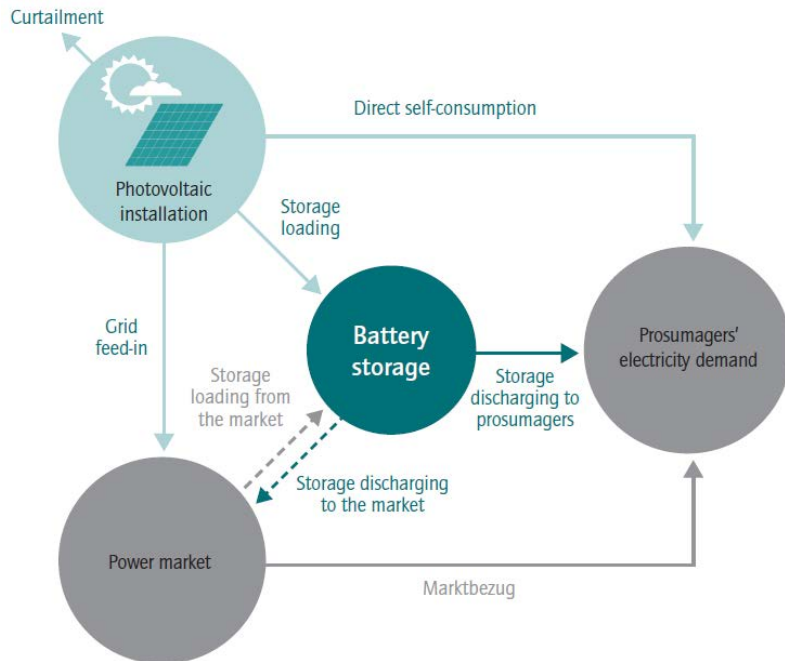 Curtailment
Direct self-consumption
Photovoltaic
installation
Storage
loading
Grid
feed-in
Battery
storage
Prosumagers’
electricity demand
Storage
loading from
the market
Storage
discharging to
prosumagers
Storage discharging
to the market
Power market
Marktbezug